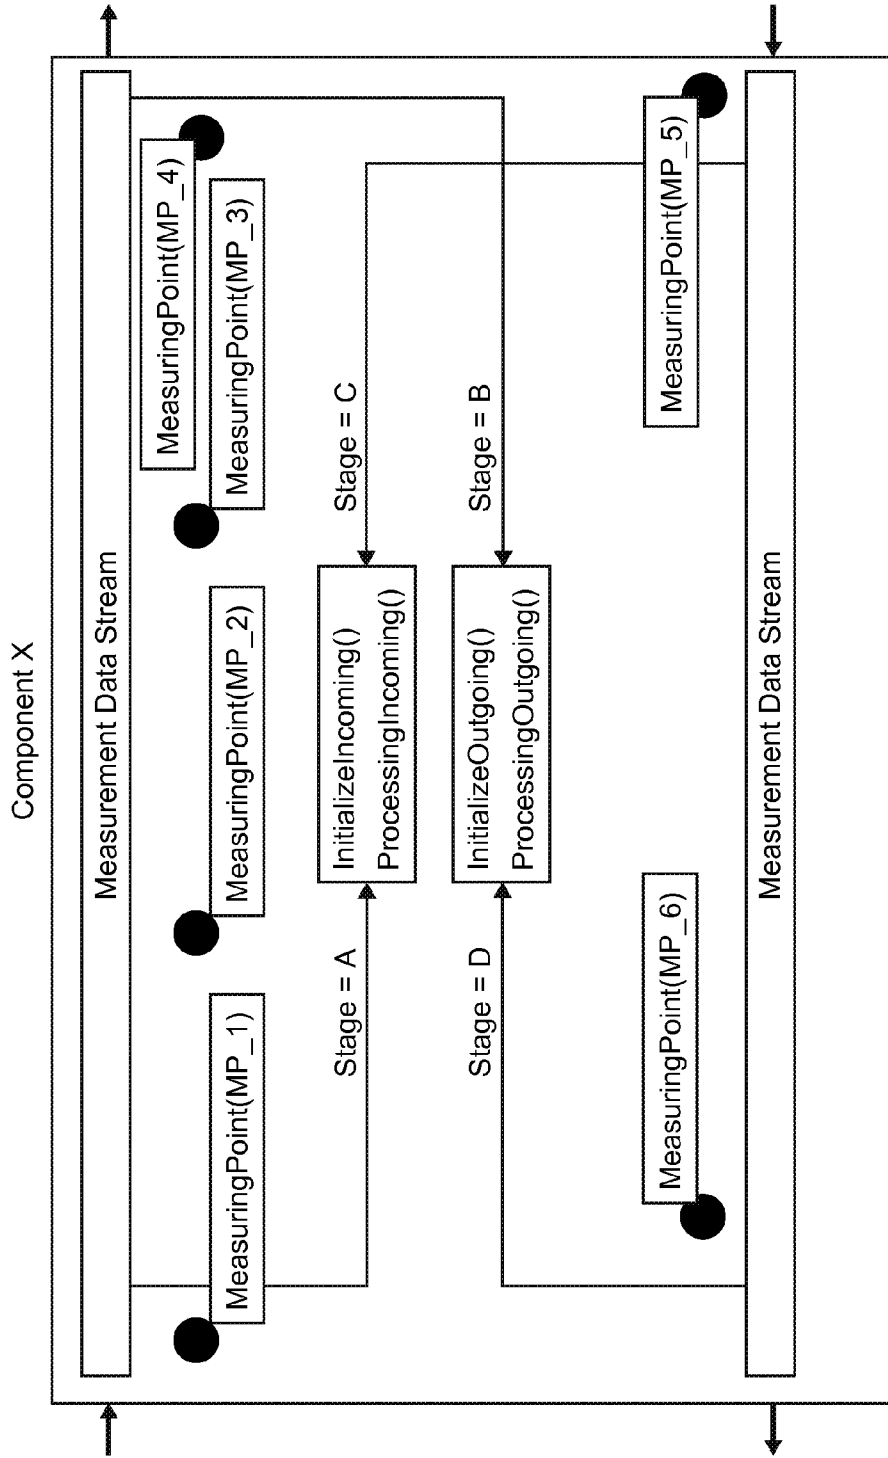 Component X
Measurement Data Stream
MeasuringPoint(MP_4)
MeasuringPoint(MP_1)
MeasuringPoint(MP_2)
MeasuringPoint(MP_3)
Stage = A
InitializeIncoming()
ProcessingIncoming()
Stage = C
Stage = D
InitializeOutgoing()
ProcessingOutgoing()
Stage = B
MeasuringPoint(MP_6)
MeasuringPoint(MP_5)
Measurement Data Stream